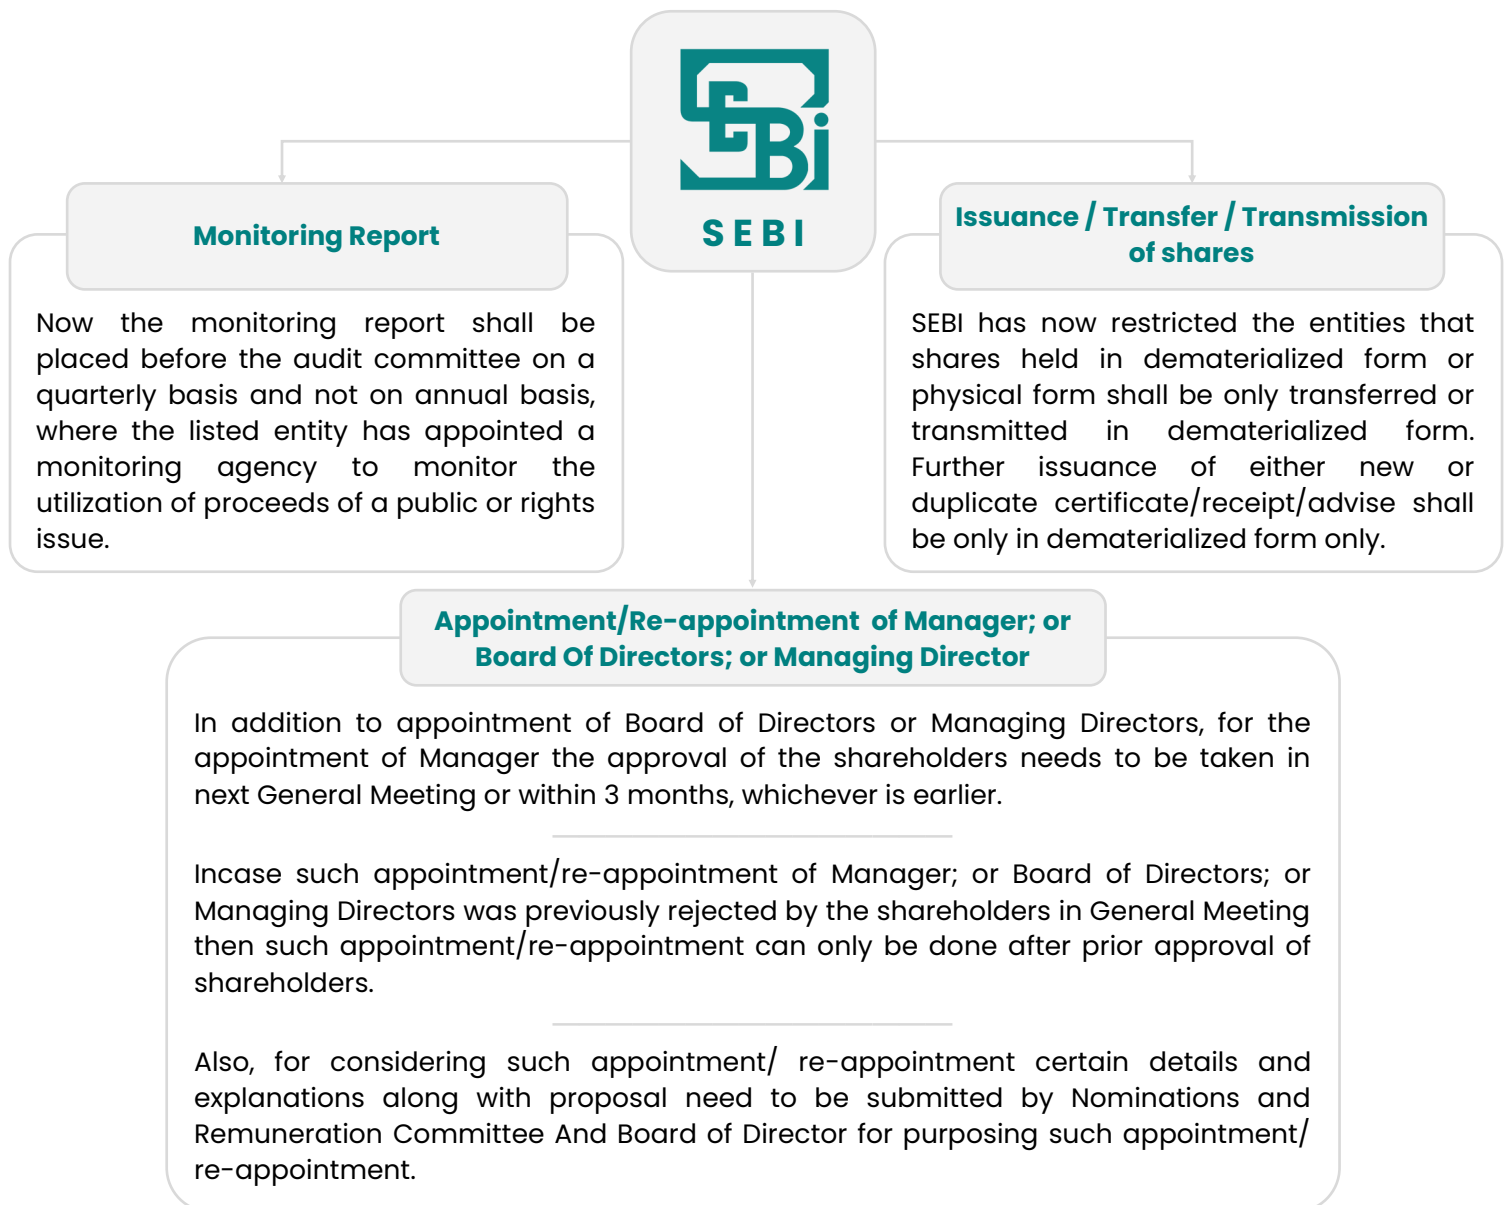 SEBi
SEBI
Monitoring Report
Now the monitoring report shall be
placed before the audit committee on a
quarterly basis and not on annual basis,
where the listed entity has appointed a
monitoring agency to monitor the
utilization of proceeds of a public or rights
issue.
Issuance / Transfer / Transmission
of shares
SEBI has now restricted the entities that
shares held in dematerialized form or
physical form shall be only transferred or
transmitted in dematerialized form.
Further issuance of either new or
duplicate certificate/receipt/advise shall
be only in dematerialized form only.
Appointment/Re-appointment of Manager; or
Board Of Directors; or Managing Director
In addition to appointment of Board of Directors or Managing Directors, for the
appointment of Manager the approval of the shareholders needs to be taken in
next General Meeting or within 3 months, whichever is earlier.
Incase such appointment/re-appointment of Manager; or Board of Directors; or
Managing Directors was previously rejected by the shareholders in General Meeting
then such appointment/re-appointment can only be done after prior approval of
shareholders.
Also, for considering such appointment/ re-appointment certain details and
explanations along with proposal need to be submitted by Nominations and
Remuneration Committee And Board of Director for purposing such appointment/
re-appointment.